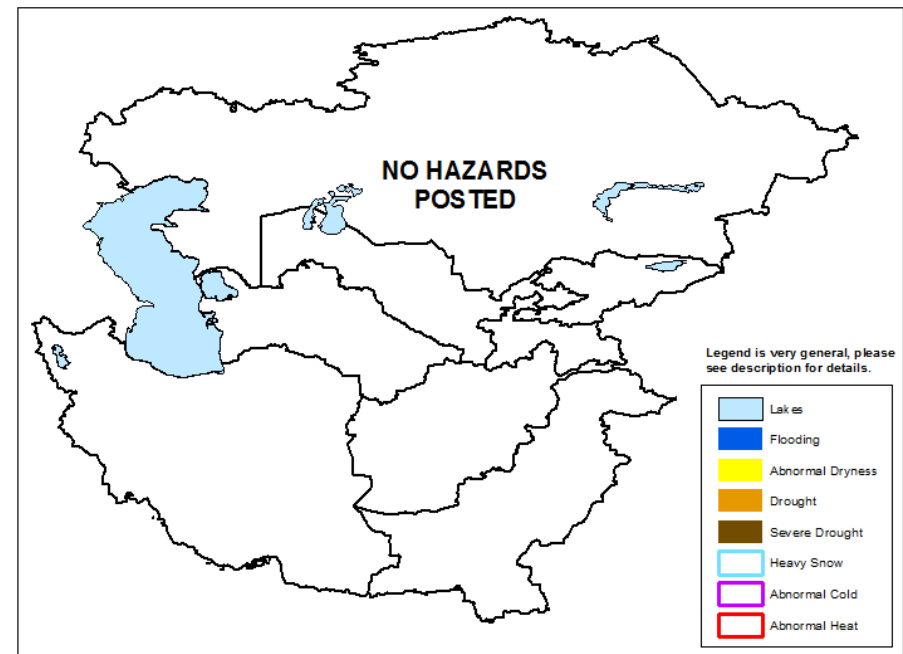 NO HAZARDS
POSTED
Legend is very general, please
see description for details.
Lakes
Flooding
Abnormal Dryness
Drought
Severe Drought
Heavy Snow
Abnormal Cold
Abnormal Heat